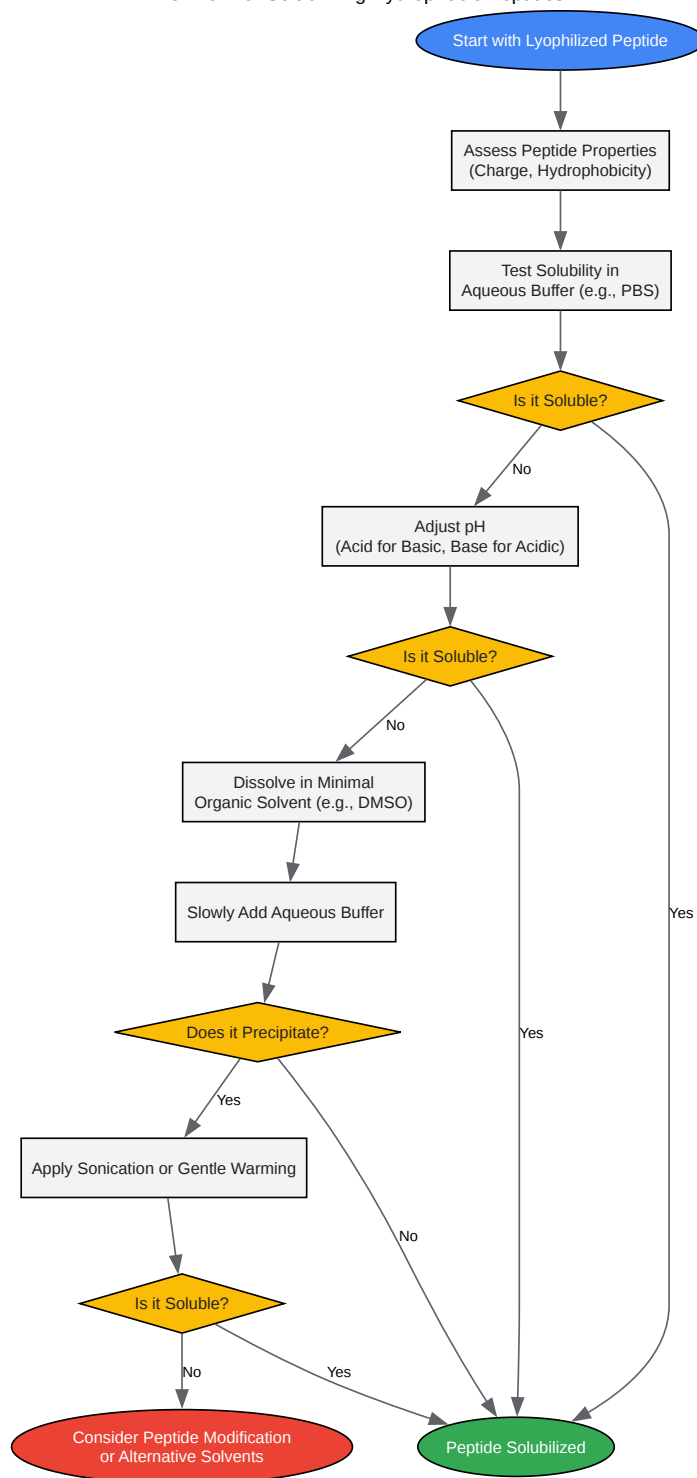 Start with Lyophilized Peptide
Assess Peptide Properties
(Charge, Hydrophobicity)
Test Solubility in
Aqueous Buffer (e.g., PBS)
Is it Soluble?
No
Adjust pH
(Acid for Basic, Base for Acidic)
Is it Soluble?
No
Dissolve in Minimal
Organic Solvent (e.g., DMSO)
Yes
Slowly Add Aqueous Buffer
Does it Precipitate?
Yes
Yes
Apply Sonication or Gentle Warming
No
Is it Soluble?
No
Yes
Consider Peptide Modification
or Alternative Solvents
Peptide Solubilized